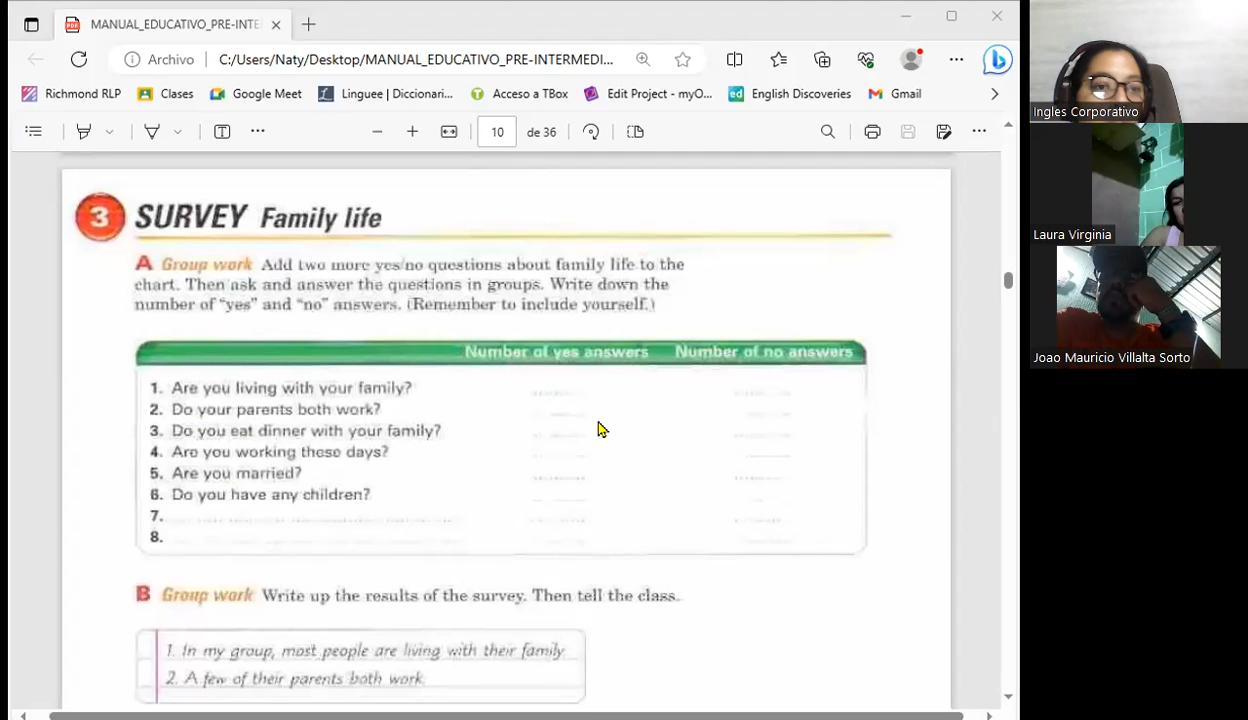 MANUAL_EDUCATIVO_PRE-INTE
Archivo
C:/Users/Naty/Desktop/MANUAL_EDUCATIVO_PRE-INTERMEDI...
Richmond RLP
Clases
Google Meet
Linguee | Diccionari...
Acceso a TBox
Edit Project - myO...
English Discoveries
Gmail
10 de 36
3 SURVEY Family life
A Group work Add two more yes/no questions about family life to the
chart. Then ask and answer the questions in groups. Write down the
number of "yes" and "no" answers. (Remember to include yourself.)
Number of yes answers Number of no answers
1. Are you living with your family?
2. Do your parents both work?
3. Do you eat dinner with your family?
4. Are you working these days?
5. Are you married?
6. Do you have any children?
7.
8.
B Group work Write up the results of the survey. Then tell the class.
1. In my group, most people are living with their family
2. A few of their parents both work.
Ingles Corporativo
Laura Virginia
Joao Mauricio Villalta Sorto